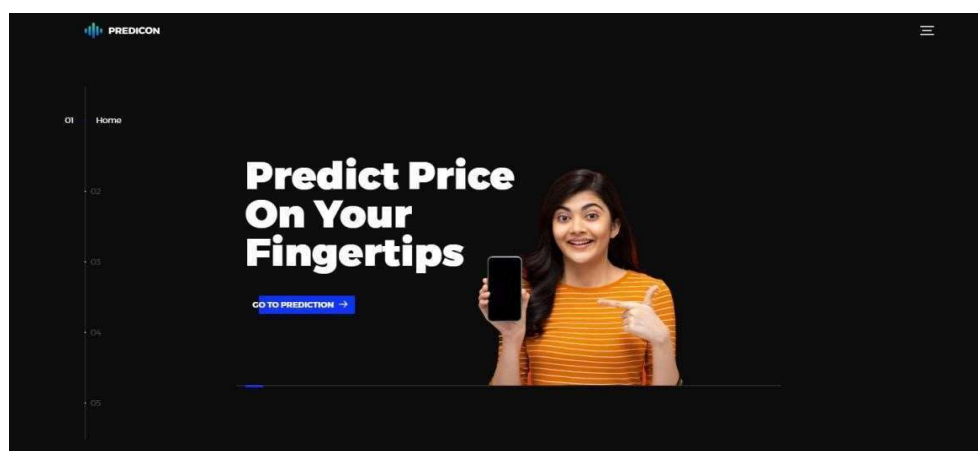 PREDICON
01 Home
02
Predict Price
On Your
03
Fingertips
GO TO PREDICTION →
04
05